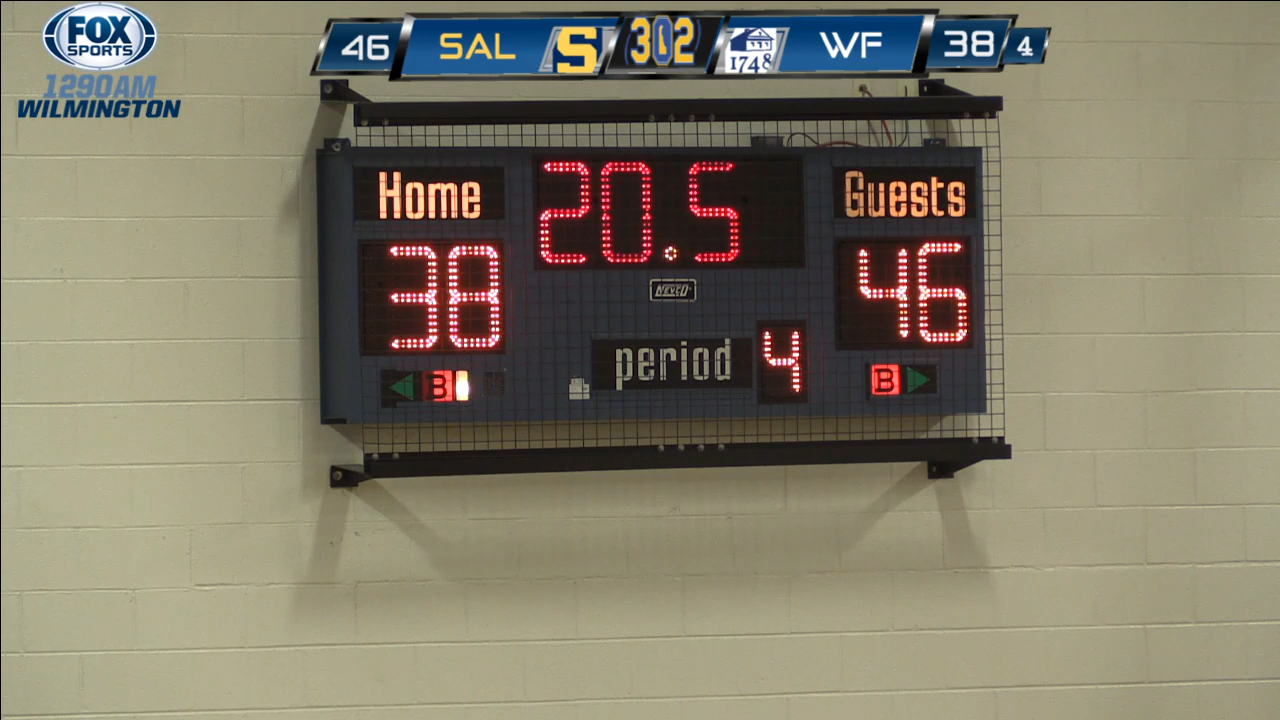 FOX
SPORTS
1290AM
WILMINGTON
46 SAL S 302 1748 WF 38 4
Home 20.5 Guests
38 46
NEVCO
period 4
B B